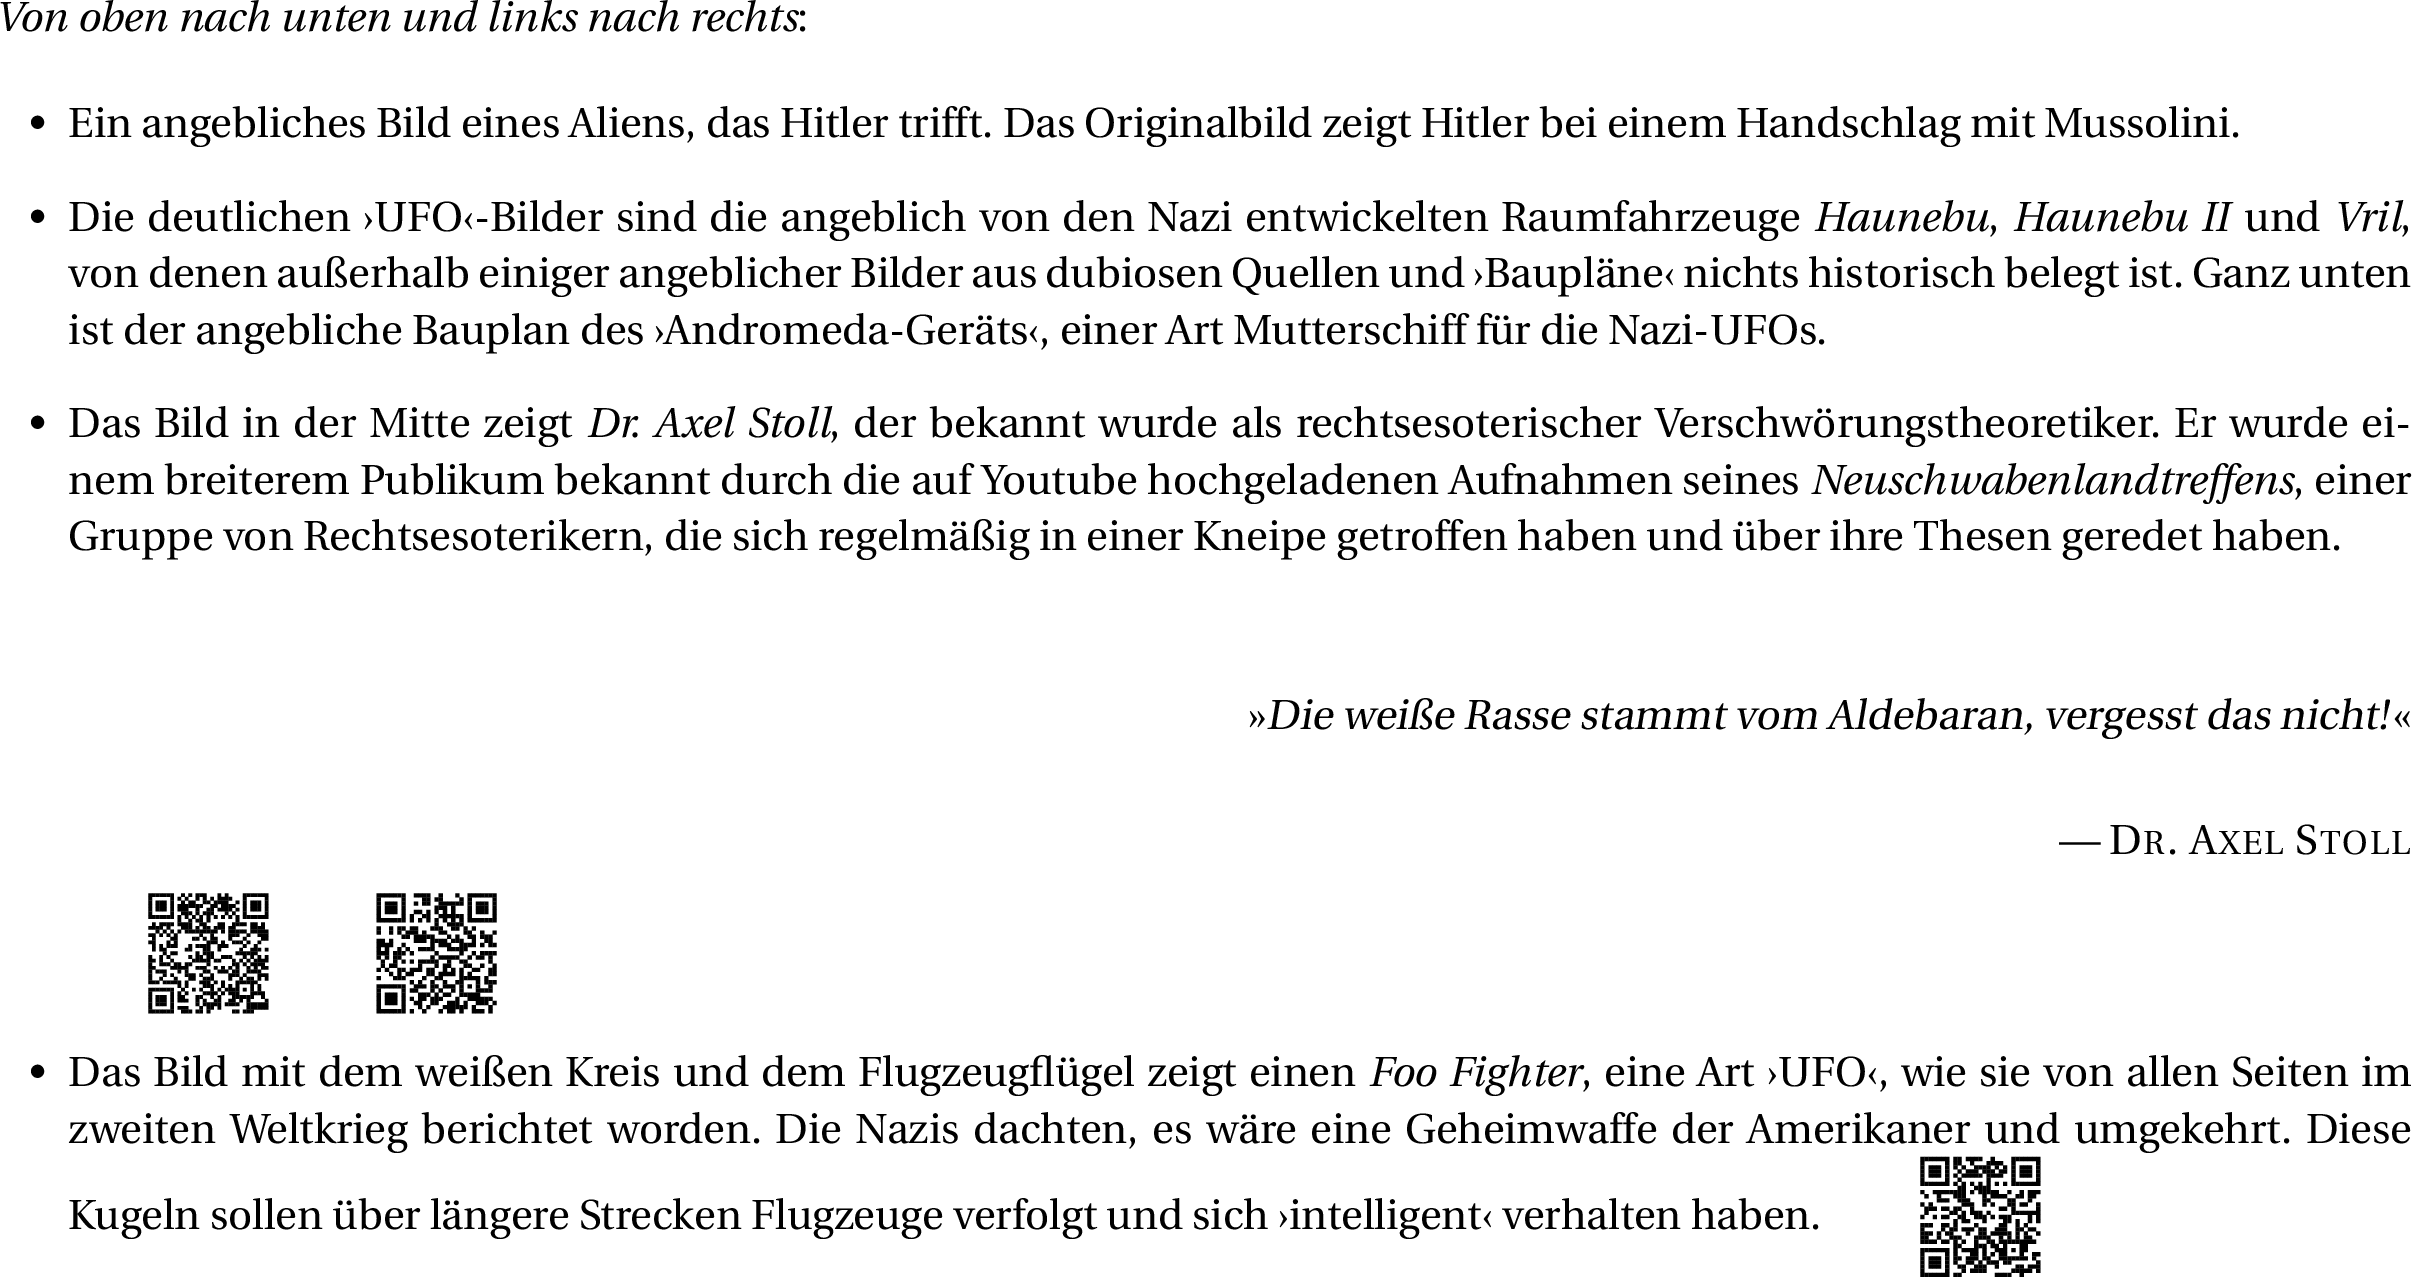 Von oben nach unten und links nach rechts:
• Ein angebliches Bild eines Aliens, das Hitler trifft. Das Originalbild zeigt Hitler bei einem Handschlag mit Mussolini.
• Die deutlichen ›UFO‹-Bilder sind die angeblich von den Nazi entwickelten Raumfahrzeuge Haunebu, Haunebu II und Vril,
von denen außerhalb einiger angeblicher Bilder aus dubiosen Quellen und ›Baupläne‹ nichts historisch belegt ist. Ganz unten
ist der angebliche Bauplan des ›Andromeda-Geräts‹, einer Art Mutterschiff für die Nazi-UFOs.
• Das Bild in der Mitte zeigt Dr. Axel Stoll, der bekannt wurde als rechtsesoterischer Verschwörungstheoretiker. Er wurde ei-
nem breiterem Publikum bekannt durch die auf Youtube hochgeladenen Aufnahmen seines Neuschwabenlandtreffens, einer
Gruppe von Rechtsesoterikern, die sich regelmäßig in einer Kneipe getroffen haben und über ihre Thesen geredet haben.
»Die weiße Rasse stammt vom Aldebaran, vergesst das nicht!«
— DR. AXEL STOLL
• Das Bild mit dem weißen Kreis und dem Flugzeugflügel zeigt einen Foo Fighter, eine Art ›UFO‹, wie sie von allen Seiten im
zweiten Weltkrieg berichtet worden. Die Nazis dachten, es wäre eine Geheimwaffe der Amerikaner und umgekehrt. Diese
Kugeln sollen über längere Strecken Flugzeuge verfolgt und sich ›intelligent‹ verhalten haben.